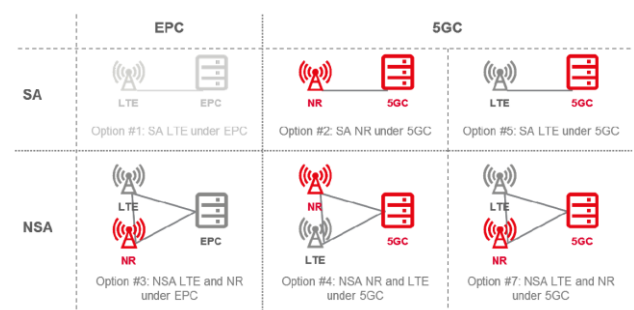 EPC
5GC
SA
LTE
EPC
Option #1: SA LTE under EPC
NR
5GC
Option #2: SA NR under 5GC
LTE
5GC
Option #5: SA LTE under 5GC
NSA
LTE
NR
EPC
Option #3: NSA LTE and NR
under EPC
NR
LTE
5GC
Option #4: NSA NR and LTE
under 5GC
LTE
NR
5GC
Option #7: NSA LTE and NR
under 5GC